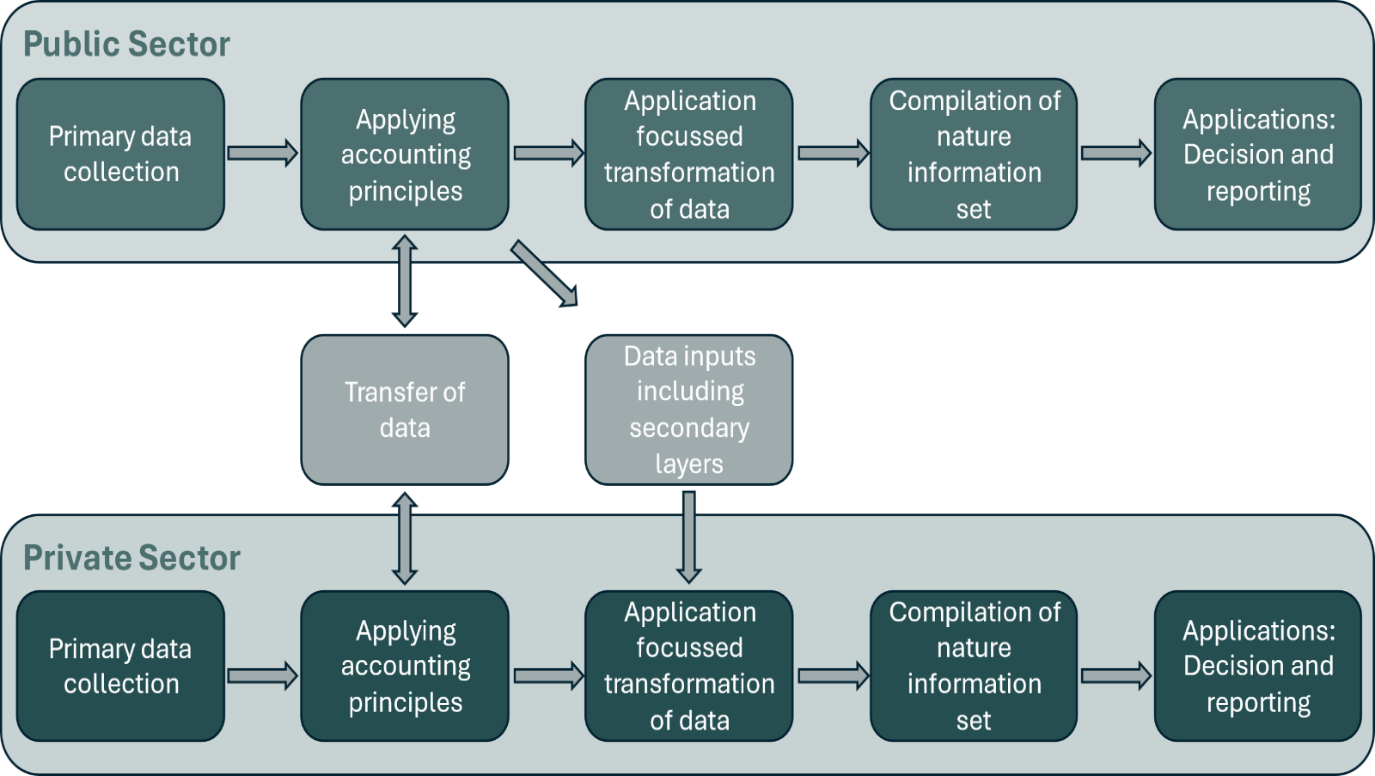 Public Sector
Primary data
collection
Applying
accounting
principles
Application
focussed
transformation
of data
Compilation of
nature
information
set
Applications:
Decision and
reporting
Transfer of
data
Data inputs
including
secondary
layers
Private Sector
Primary data
collection
Applying
accounting
principles
Application
focussed
transformation
of data
Compilation of
nature
information
set
Applications:
Decision and
reporting